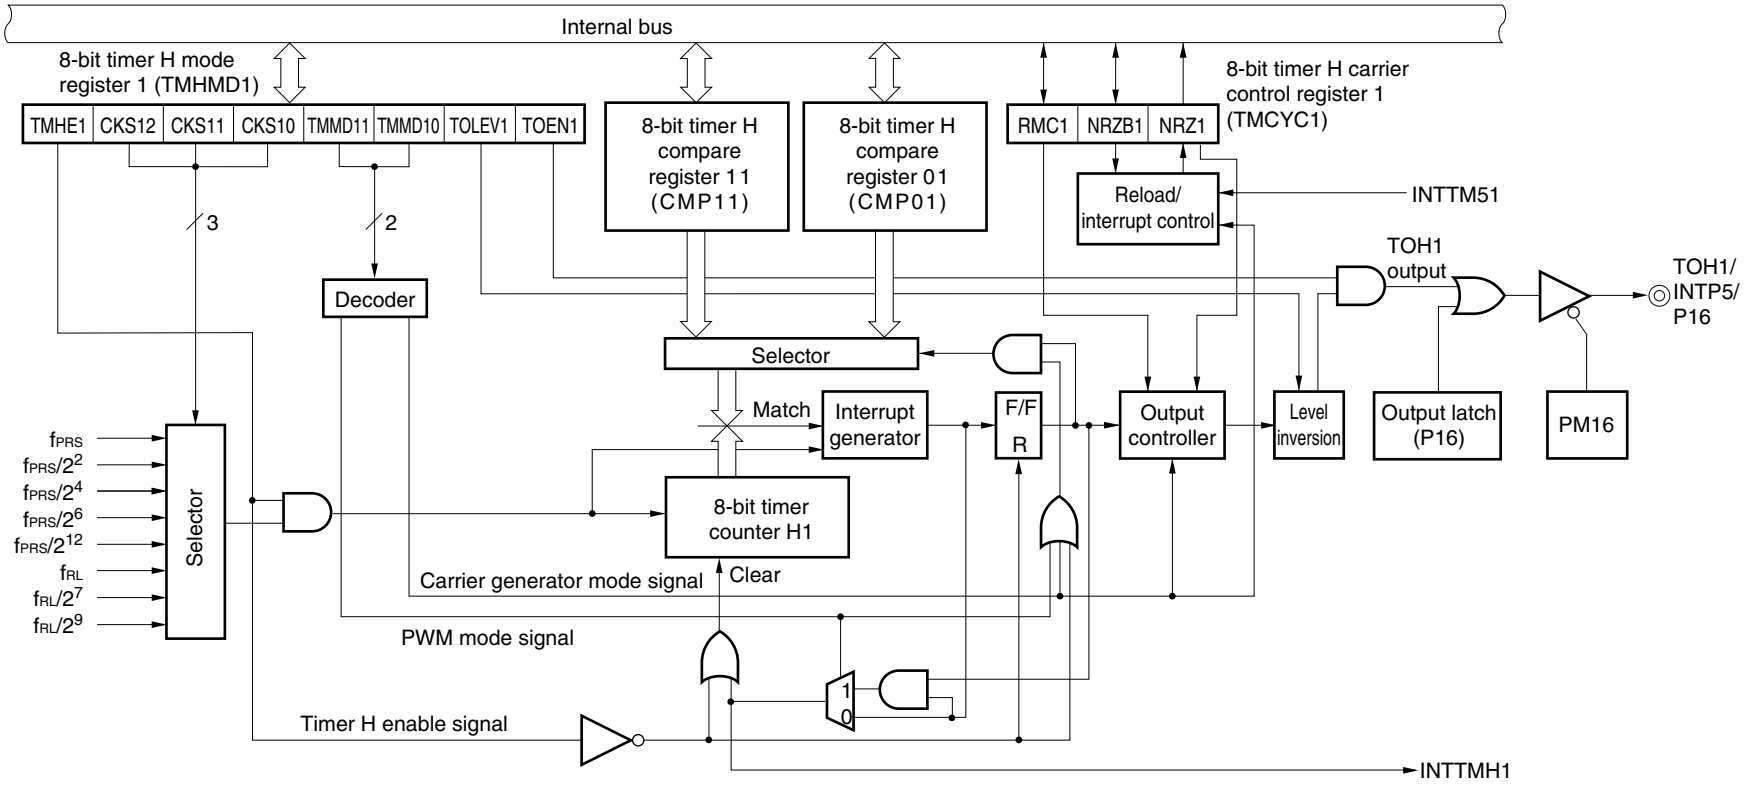 Internal bus
8-bit timer H mode
register 1 (TMHMD1)
8-bit timer H carrier
control register 1
(TMCYC1)
TMHE1 CKS12 CKS11 CKS10 TMMD11 TMMD10 TOLEV1 TOEN1
8-bit timer H
compare
register 11
(CMP11)
8-bit timer H
compare
register 01
(CMP01)
RMC1 NRZB1 NRZ1
Reload/
interrupt control
INTTM51
3
2
Decoder
TOH1
output
TOH1/
INTP5/
P16
Selector
Match
Interrupt
generator
F/F
R
Output
controller
Level
inversion
Output latch
(P16)
PM16
fPRS
fPRS/2²
fPRS/2⁴
fPRS/2⁶
fPRS/2¹²
fRL
fRL/2⁷
fRL/2⁹
Selector
8-bit timer
counter H1
Carrier generator mode signal
Clear
PWM mode signal
1
0
Timer H enable signal
INTTMH1